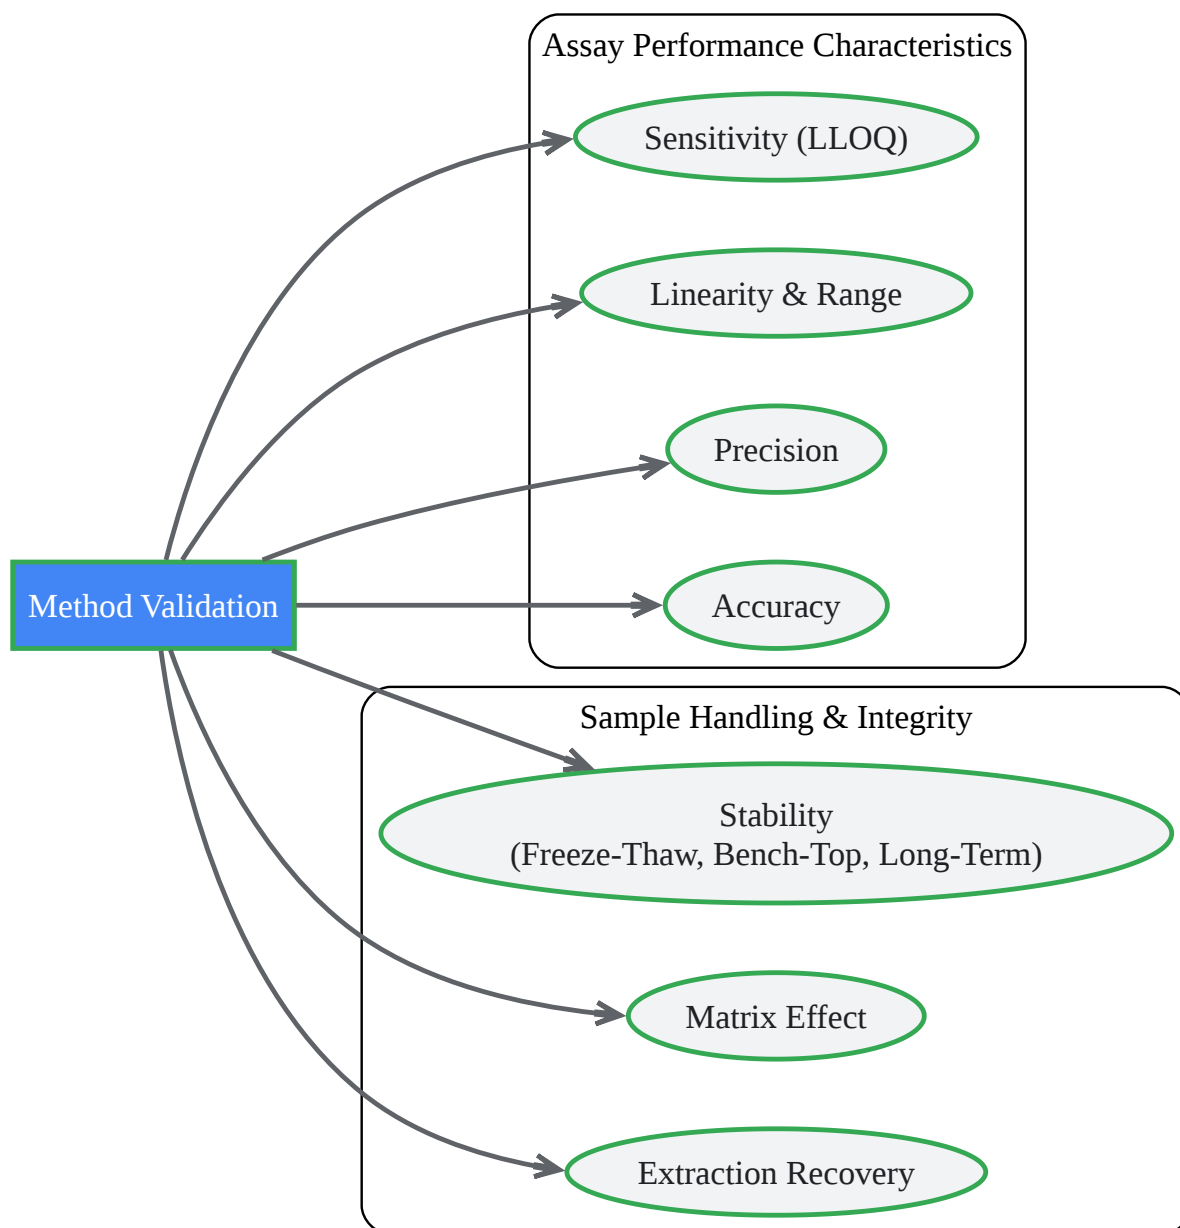 Assay Performance Characteristics
Sensitivity (LLOQ)
Linearity & Range
Precision
Method Validation
Accuracy
Sample Handling & Integrity
Stability
(Freeze-Thaw, Bench-Top, Long-Term)
Matrix Effect
Extraction Recovery